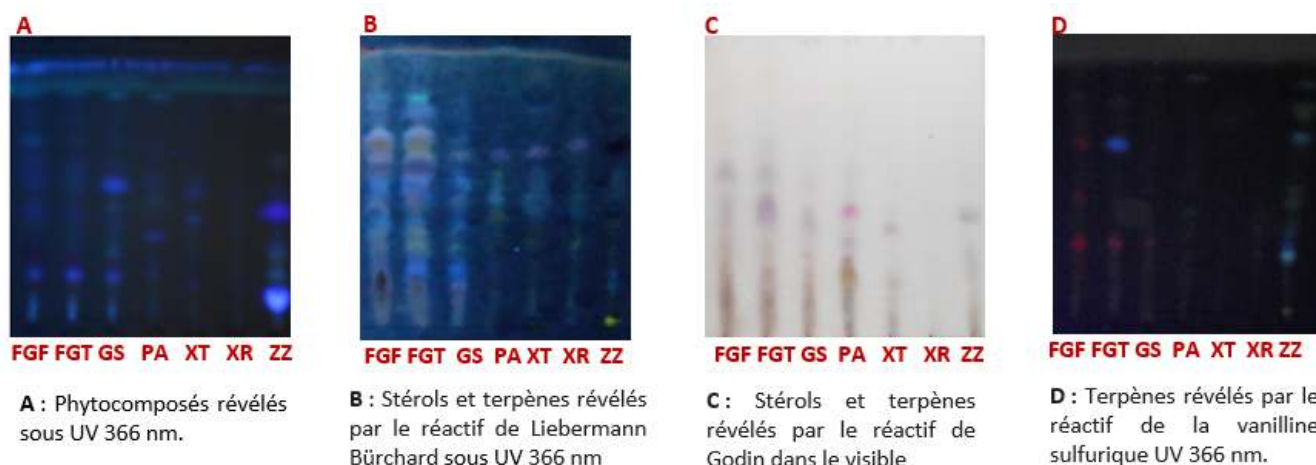 A
B
C
D
FGF FGT GS PA XT XR ZZ
FGF FGT GS PA XT XR ZZ
FGF FGT GS PA XT XR ZZ
FGF FGT GS PA XT XR ZZ
A : Phytocomposés révélés
sous UV 366 nm.
B : Stérols et terpènes révélés
par le réactif de Liebermann
Bürchard sous UV 366 nm
C : Stérols et terpènes
révélés par le réactif de
Godin dans le visible
D : Terpènes révélés par le
réactif de la vanilline
sulfurique UV 366 nm.